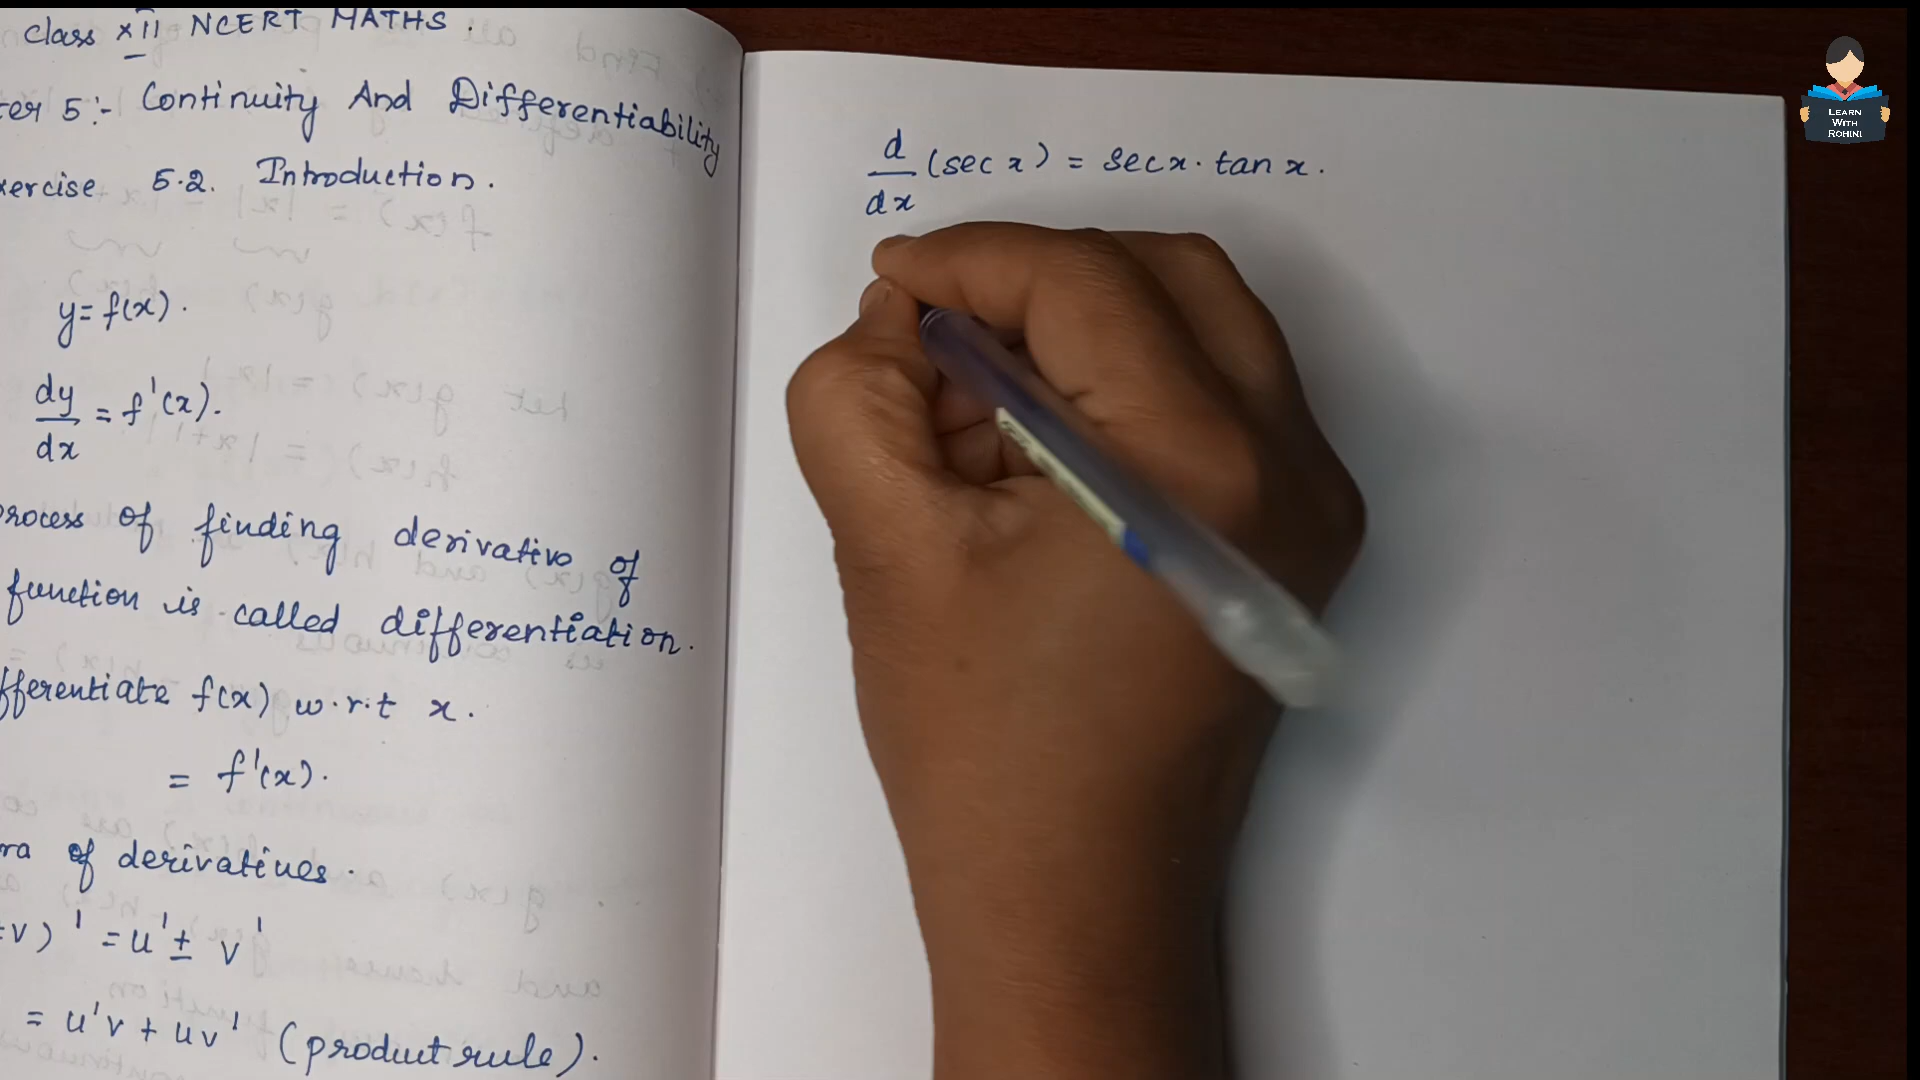 class XII NCERT MATHS.
ter 5:- Continuity And Differentiability
xercise 5.2. Introduction.
y = f(x).
dy/dx = f'(x).
process of finding derivative of
function is called differentiation.
fferentiate f(x) w.r.t x.
= f'(x).
ra of derivatives.
±v)' = u' ± v'
= u'v + uv' (product rule).
d/dx (sec x) = sec x . tan x.
LEARN
WITH
ROHINI